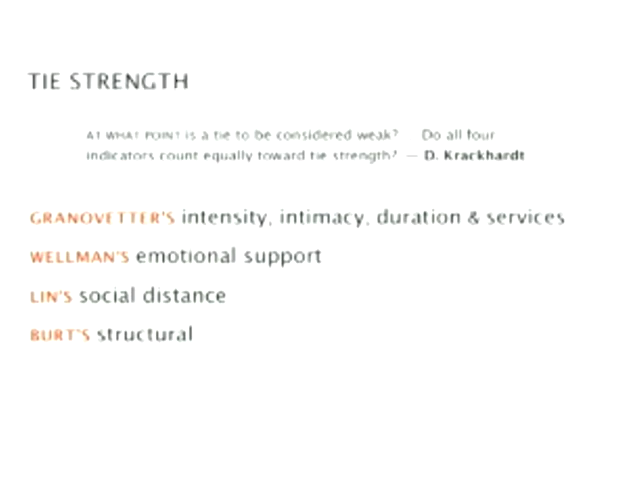 TIE STRENGTH
AT WHAT POINT is a tie to be considered weak? Do all four
indicators count equally toward tie strength? — D. Krackhardt
GRANOVETTER'S intensity, intimacy, duration & services
WELLMAN'S emotional support
LIN'S social distance
BURT'S structural